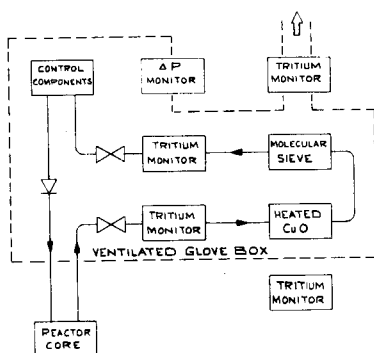 CONTROL
COMPONENTS
Δ P
MONITOR
TRITIUM
MONITOR
TRITIUM
MONITOR
MOLECULAR
SIEVE
TRITIUM
MONITOR
HEATED
CuO
VENTILATED GLOVE BOX
TRITIUM
MONITOR
REACTOR
CORE